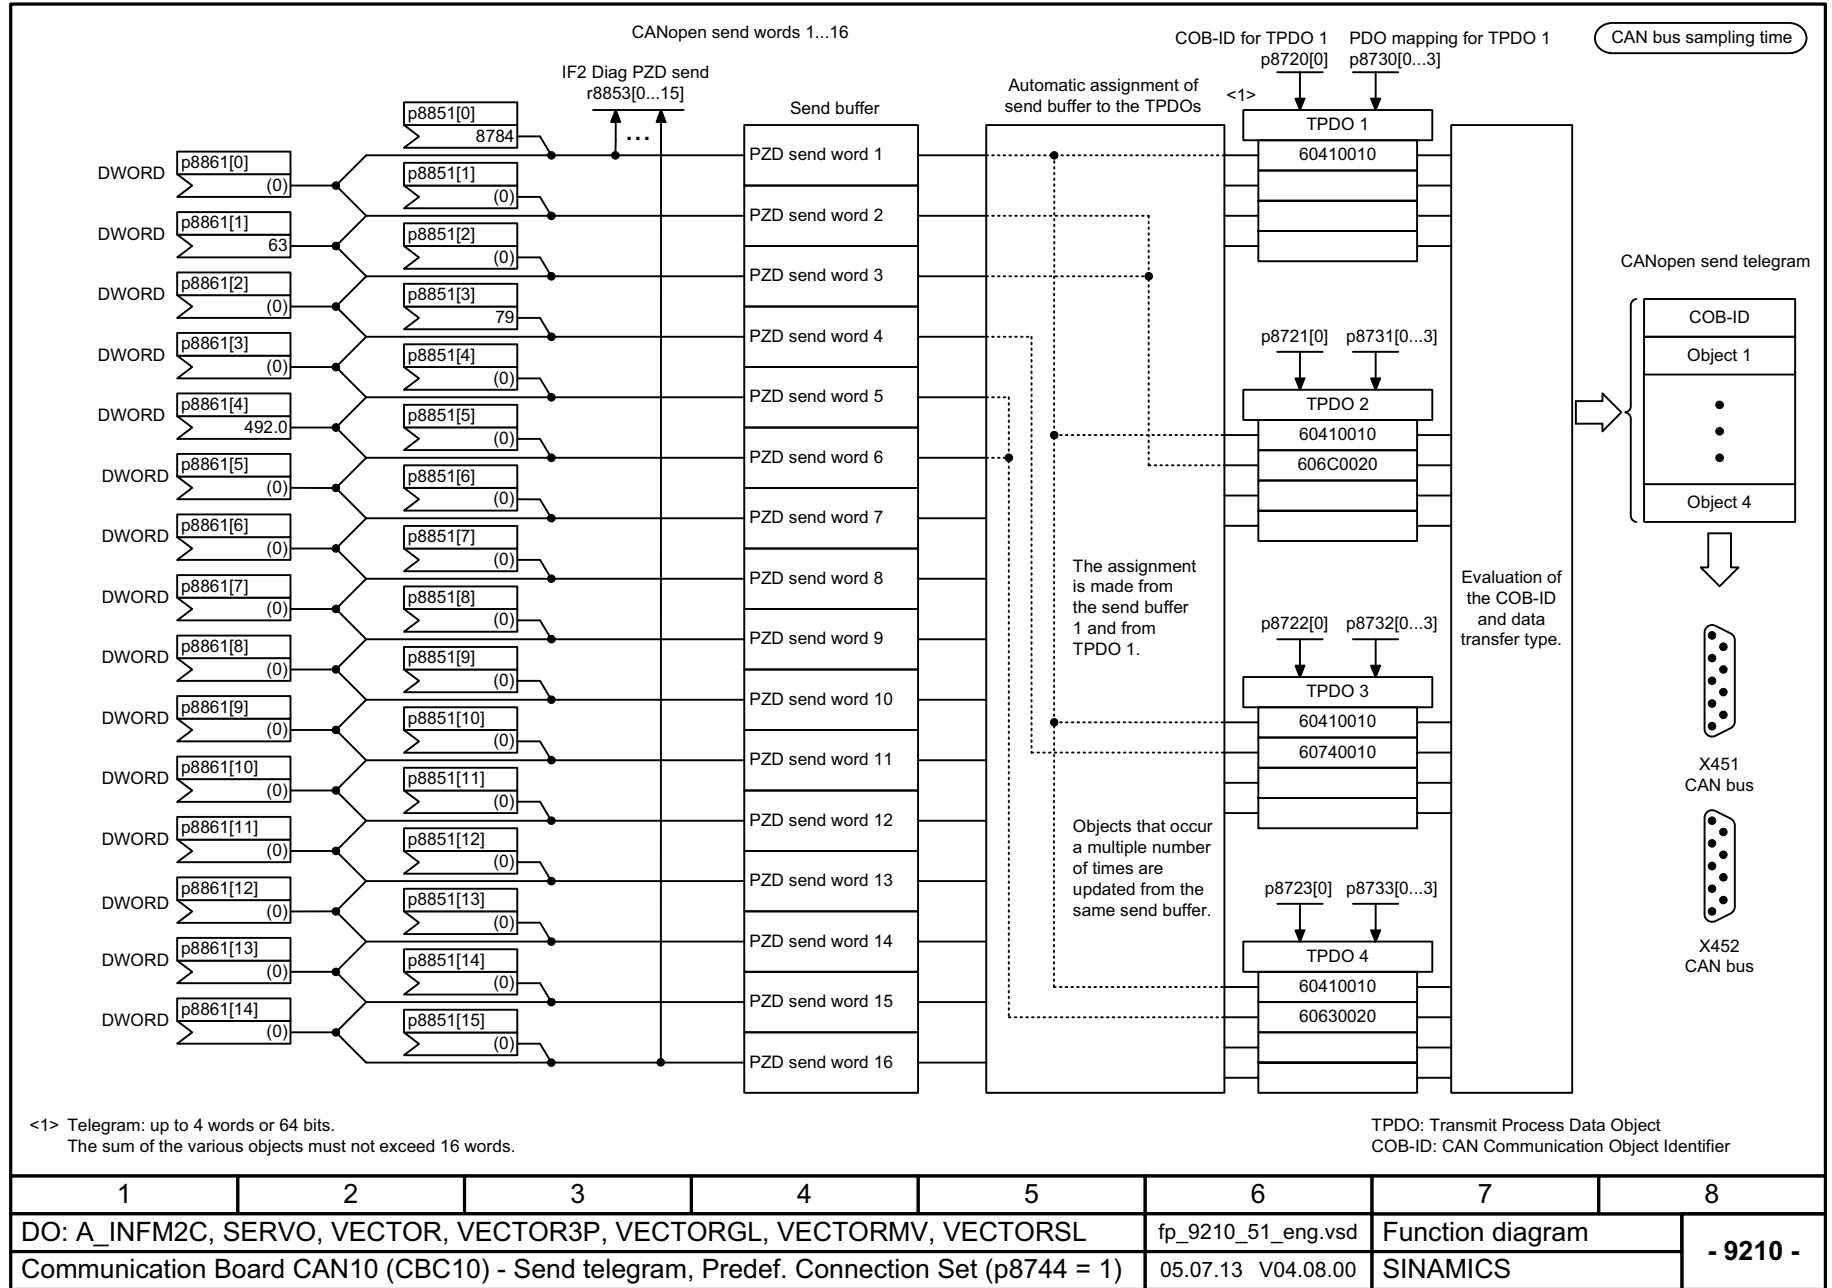 CANopen send words 1...16
COB-ID for TPDO 1
p8720[0]
PDO mapping for TPDO 1
p8730[0...3]
CAN bus sampling time
IF2 Diag PZD send
r8853[0...15]
...
Send buffer
Automatic assignment of
send buffer to the TPDOs
<1>
p8851[0]
8784
p8851[1]
(0)
p8851[2]
(0)
p8851[3]
79
p8851[4]
(0)
p8851[5]
(0)
p8851[6]
(0)
p8851[7]
(0)
p8851[8]
(0)
p8851[9]
(0)
p8851[10]
(0)
p8851[11]
(0)
p8851[12]
(0)
p8851[13]
(0)
p8851[14]
(0)
p8851[15]
(0)
DWORD
p8861[0]
(0)
DWORD
p8861[1]
63
DWORD
p8861[2]
(0)
DWORD
p8861[3]
(0)
DWORD
p8861[4]
492.0
DWORD
p8861[5]
(0)
DWORD
p8861[6]
(0)
DWORD
p8861[7]
(0)
DWORD
p8861[8]
(0)
DWORD
p8861[9]
(0)
DWORD
p8861[10]
(0)
DWORD
p8861[11]
(0)
DWORD
p8861[12]
(0)
DWORD
p8861[13]
(0)
DWORD
p8861[14]
(0)
PZD send word 1
PZD send word 2
PZD send word 3
PZD send word 4
PZD send word 5
PZD send word 6
PZD send word 7
PZD send word 8
PZD send word 9
PZD send word 10
PZD send word 11
PZD send word 12
PZD send word 13
PZD send word 14
PZD send word 15
PZD send word 16
The assignment
is made from
the send buffer
1 and from
TPDO 1.
Objects that occur
a multiple number
of times are
updated from the
same send buffer.
TPDO 1
60410010
p8721[0]
p8731[0...3]
TPDO 2
60410010
606C0020
p8722[0]
p8732[0...3]
TPDO 3
60410010
60740010
p8723[0]
p8733[0...3]
TPDO 4
60410010
60630020
Evaluation of
the COB-ID
and data
transfer type.
CANopen send telegram
COB-ID
Object 1
Object 4
X451
CAN bus
X452
CAN bus
<1> Telegram: up to 4 words or 64 bits.
The sum of the various objects must not exceed 16 words.
TPDO: Transmit Process Data Object
COB-ID: CAN Communication Object Identifier
1 2 3 4 5 6 7 8
DO: A_INFM2C, SERVO, VECTOR, VECTOR3P, VECTORGL, VECTORMV, VECTORSL
fp_9210_51_eng.vsd
Function diagram
- 9210 -
Communication Board CAN10 (CBC10) - Send telegram, Predef. Connection Set (p8744 = 1)
05.07.13 V04.08.00
SINAMICS